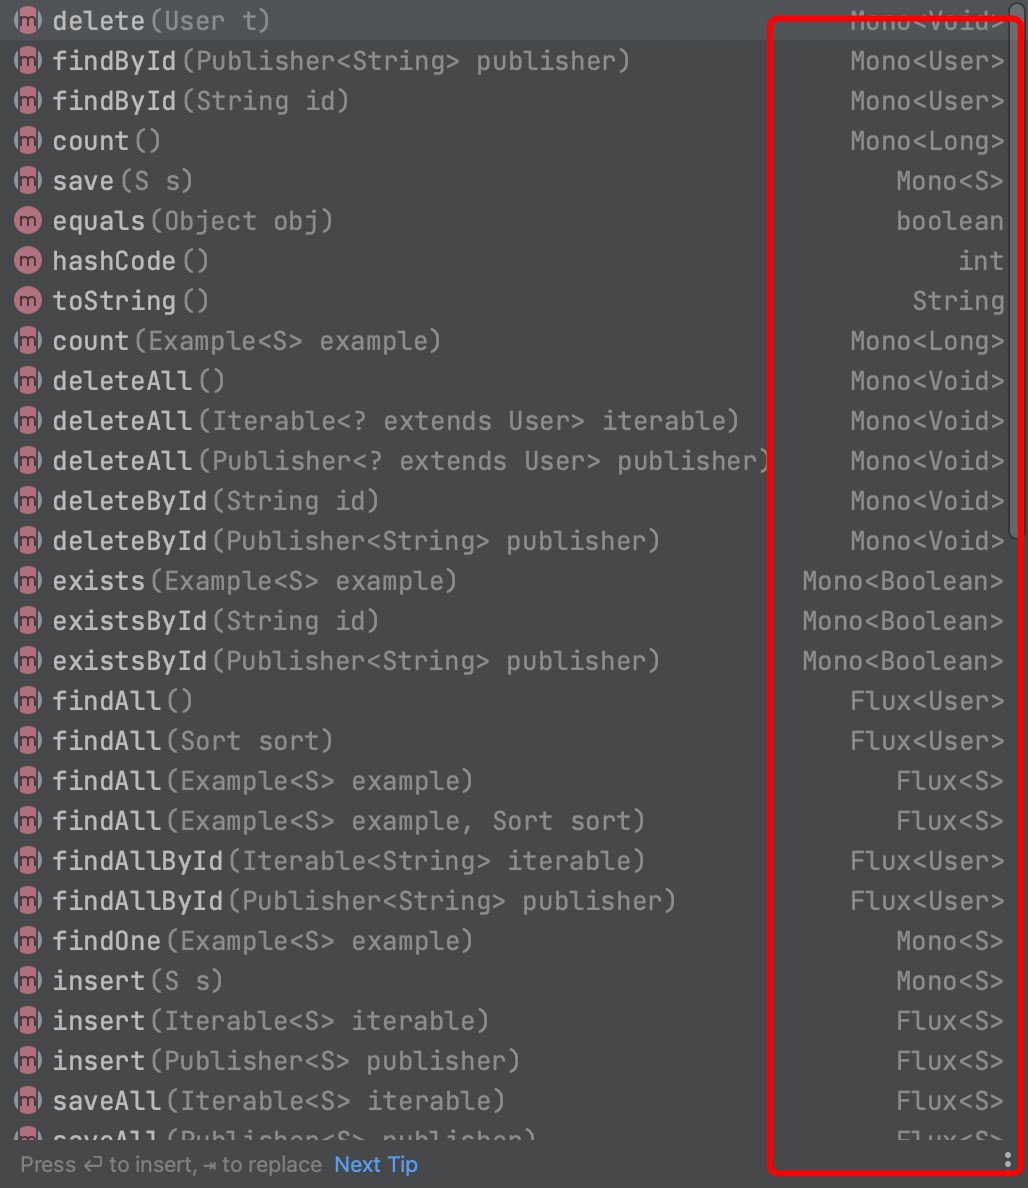 m delete(User t) Mono<Void>
m findById(Publisher<String> publisher) Mono<User>
m findById(String id) Mono<User>
m count() Mono<Long>
m save(S s) Mono<S>
m equals(Object obj) boolean
m hashCode() int
m toString() String
m count(Example<S> example) Mono<Long>
m deleteAll() Mono<Void>
m deleteAll(Iterable<? extends User> iterable) Mono<Void>
m deleteAll(Publisher<? extends User> publisher) Mono<Void>
m deleteById(String id) Mono<Void>
m deleteById(Publisher<String> publisher) Mono<Void>
m exists(Example<S> example) Mono<Boolean>
m existsById(String id) Mono<Boolean>
m existsById(Publisher<String> publisher) Mono<Boolean>
m findAll() Flux<User>
m findAll(Sort sort) Flux<User>
m findAll(Example<S> example) Flux<S>
m findAll(Example<S> example, Sort sort) Flux<S>
m findAllById(Iterable<String> iterable) Flux<User>
m findAllById(Publisher<String> publisher) Flux<User>
m findOne(Example<S> example) Mono<S>
m insert(S s) Mono<S>
m insert(Iterable<S> iterable) Flux<S>
m insert(Publisher<S> publisher) Flux<S>
m saveAll(Iterable<S> iterable) Flux<S>
m saveAll(Publisher<S> publisher) Flux<S>
Press ↵ to insert, ⇥ to replace Next Tip